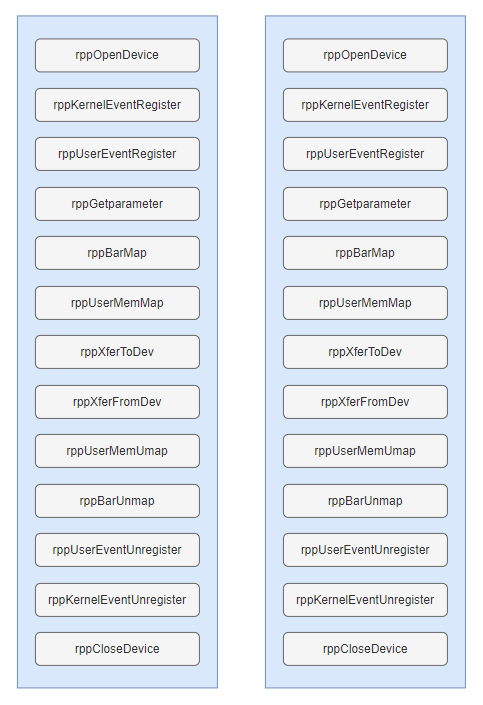 rppOpenDevice
rppKernelEventRegister
rppUserEventRegister
rppGetparameter
rppBarMap
rppUserMemMap
rppXferToDev
rppXferFromDev
rppUserMemUmap
rppBarUnmap
rppUserEventUnregister
rppKernelEventUnregister
rppCloseDevice
rppOpenDevice
rppKernelEventRegister
rppUserEventRegister
rppGetparameter
rppBarMap
rppUserMemMap
rppXferToDev
rppXferFromDev
rppUserMemUmap
rppBarUnmap
rppUserEventUnregister
rppKernelEventUnregister
rppCloseDevice